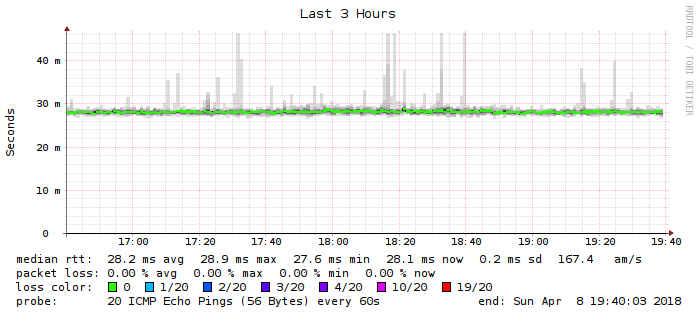 Last 3 Hours
RRDTOOL / TOBI OETIKER
Seconds
40 m
30 m
20 m
10 m
0
17:00 17:20 17:40 18:00 18:20 18:40 19:00 19:20 19:40
median rtt: 28.2 ms avg 28.9 ms max 27.6 ms min 28.1 ms now 0.2 ms sd 167.4 am/s
packet loss: 0.00 % avg 0.00 % max 0.00 % min 0.00 % now
loss color: 0 1/20 2/20 3/20 4/20 10/20 19/20
probe: 20 ICMP Echo Pings (56 Bytes) every 60s end: Sun Apr 8 19:40:03 2018